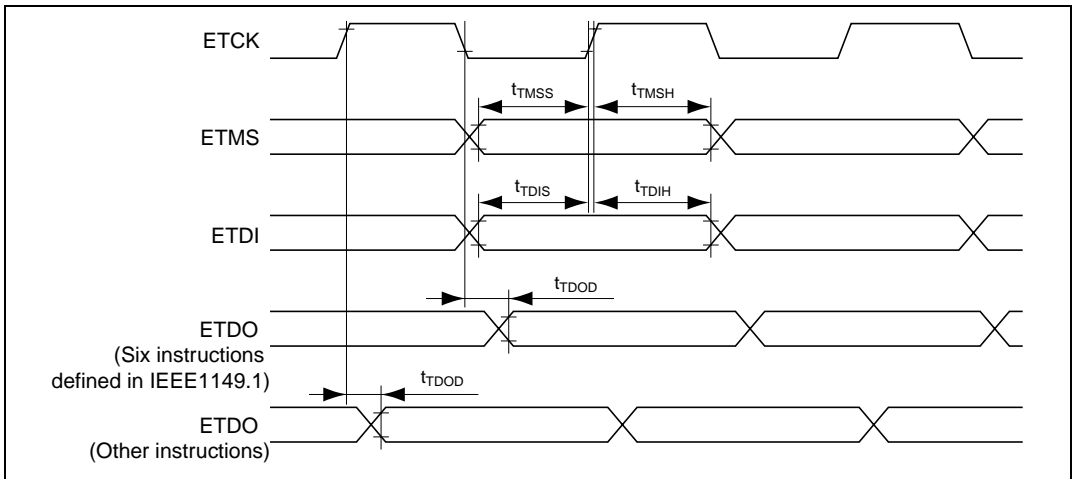 ETCK
tTMSS
tTMSH
ETMS
tTDIS
tTDIH
ETDI
tTDOD
ETDO
(Six instructions
defined in IEEE1149.1)
tTDOD
ETDO
(Other instructions)